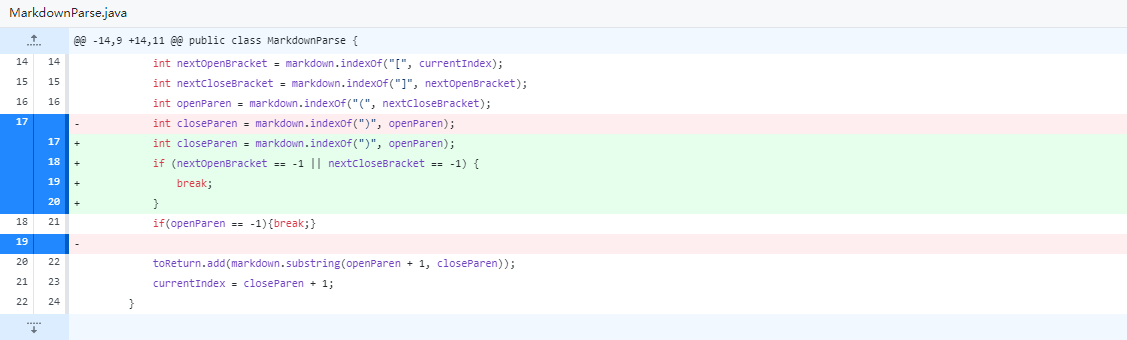 MarkdownParse.java
@@ -14,9 +14,11 @@ public class MarkdownParse {
14 14 int nextOpenBracket = markdown.indexOf("[", currentIndex);
15 15 int nextCloseBracket = markdown.indexOf("]", nextOpenBracket);
16 16 int openParen = markdown.indexOf("(", nextCloseBracket);
17 - int closeParen = markdown.indexOf(")", openParen);
17 + int closeParen = markdown.indexOf(")", openParen);
18 + if (nextOpenBracket == -1 || nextCloseBracket == -1) {
19 + break;
20 + }
18 21 if(openParen == -1){break;}
19 -
20 22 toReturn.add(markdown.substring(openParen + 1, closeParen));
21 23 currentIndex = closeParen + 1;
22 24 }